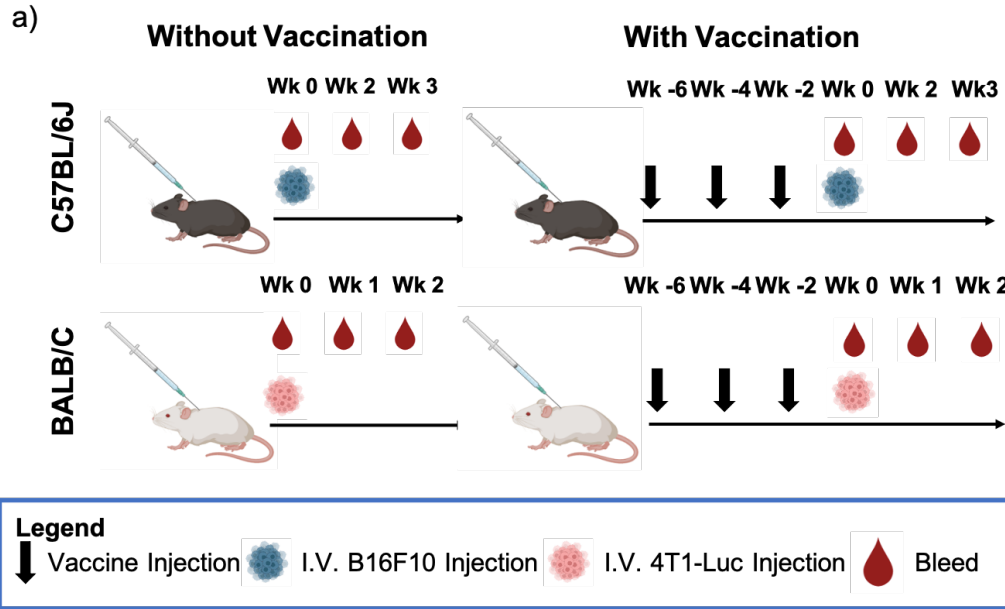 a)
Without Vaccination
With Vaccination
C57BL/6J
Wk 0 Wk 2 Wk 3
Wk -6 Wk -4 Wk -2 Wk 0 Wk 2 Wk3
BALB/C
Wk 0 Wk 1 Wk 2
Wk -6 Wk -4 Wk -2 Wk 0 Wk 1 Wk 2
Legend
Vaccine Injection I.V. B16F10 Injection I.V. 4T1-Luc Injection Bleed